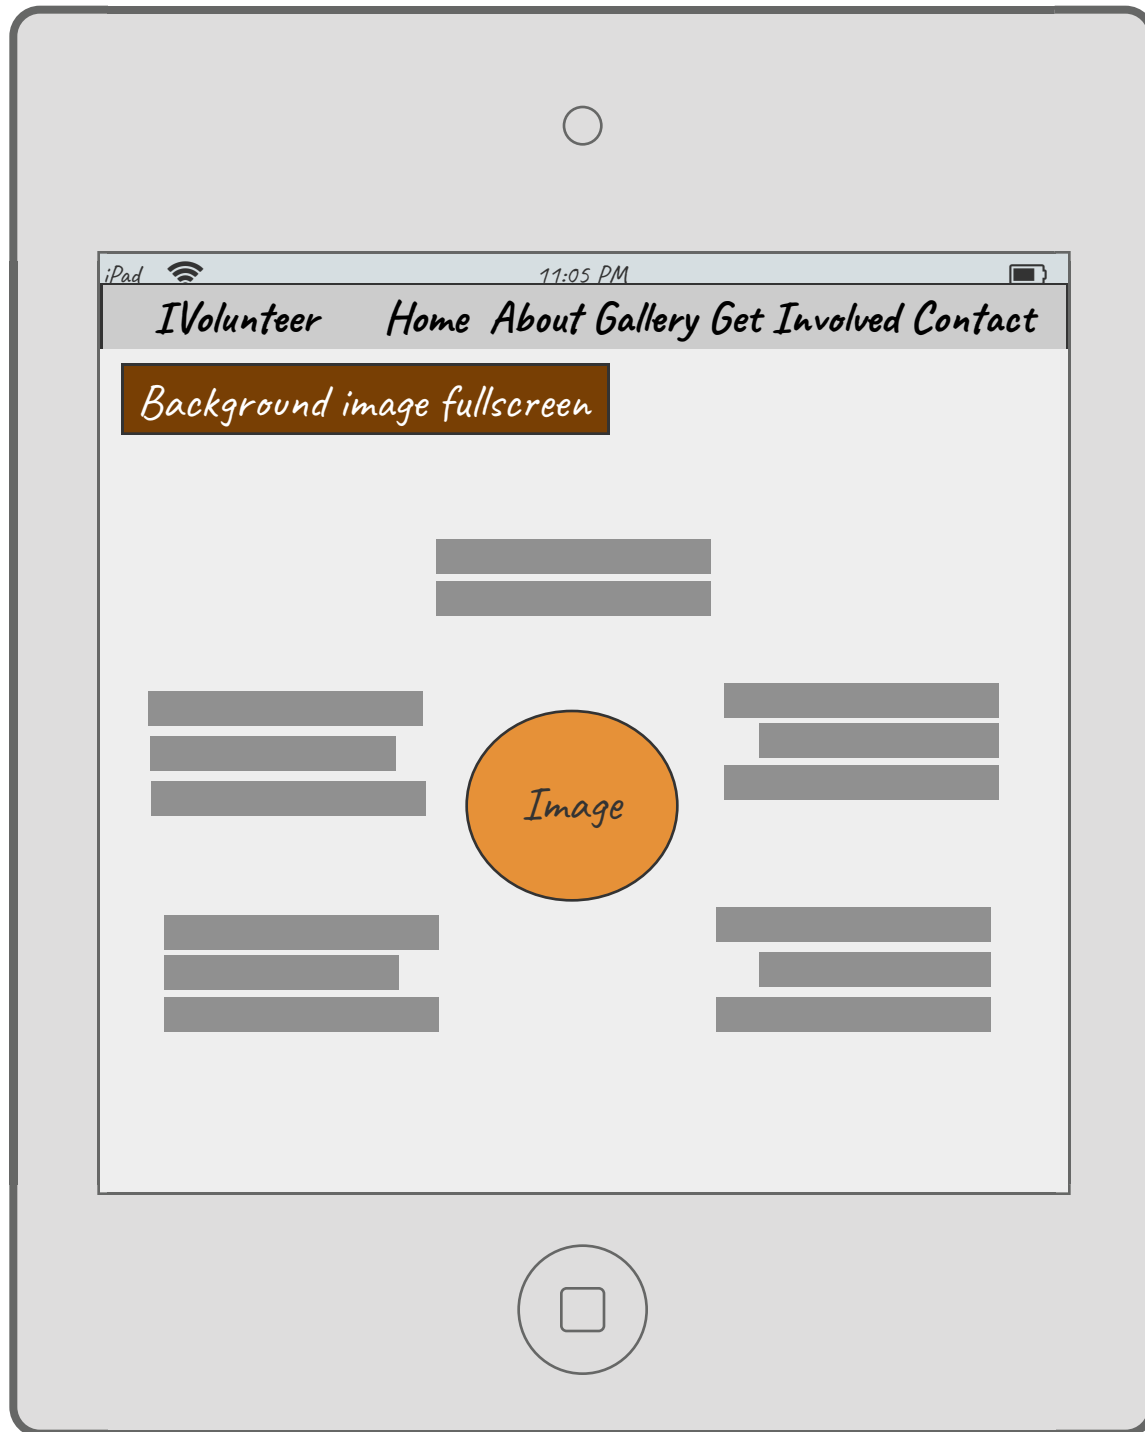 iPad 11:05 PM
IVolunteer Home About Gallery Get Involved Contact
Background image fullscreen
Image